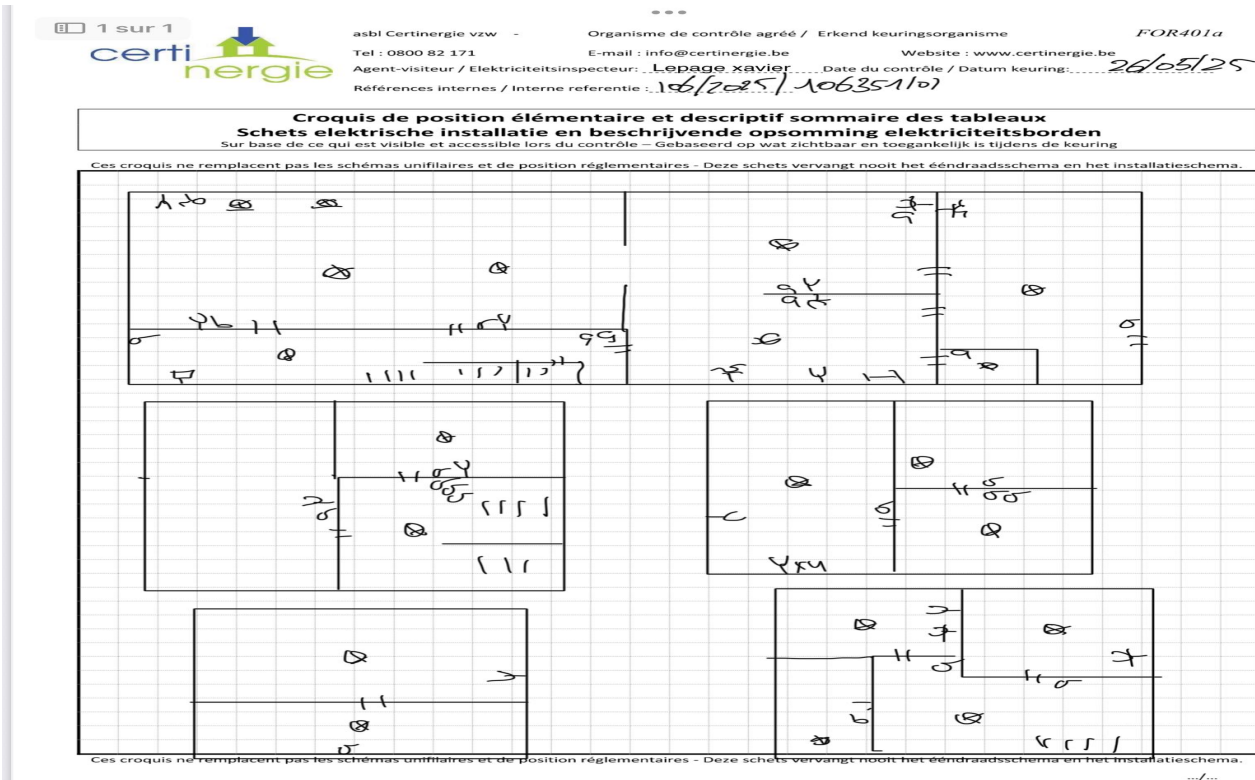 1 sur 1
certinergie
asbl Certinergie vzw - Organisme de contrôle agréé / Erkend keuringsorganisme FOR401a
Tel : 0800 82 171 E-mail : info@certinergie.be Website : www.certinergie.be
Agent-visiteur / Elektriciteitsinspecteur: Lepage xavier Date du contrôle / Datum keuring: 26/05/25
Références internes / Interne referentie : 106/2025/ 106351/07
Croquis de position élémentaire et descriptif sommaire des tableaux
Schets elektrische installatie en beschrijvende opsomming elektriciteitsborden
Sur base de ce qui est visible et accessible lors du contrôle – Gebaseerd op wat zichtbaar en toegankelijk is tijdens de keuring
Ces croquis ne remplacent pas les schémas unifilaires et de position réglementaires - Deze schets vervangt nooit het ééndraadsschema en het installatieschema.
Ces croquis ne remplacent pas les schémas unifilaires et de position réglementaires - Deze schets vervangt nooit het ééndraadsschema en het installatieschema.
.../...